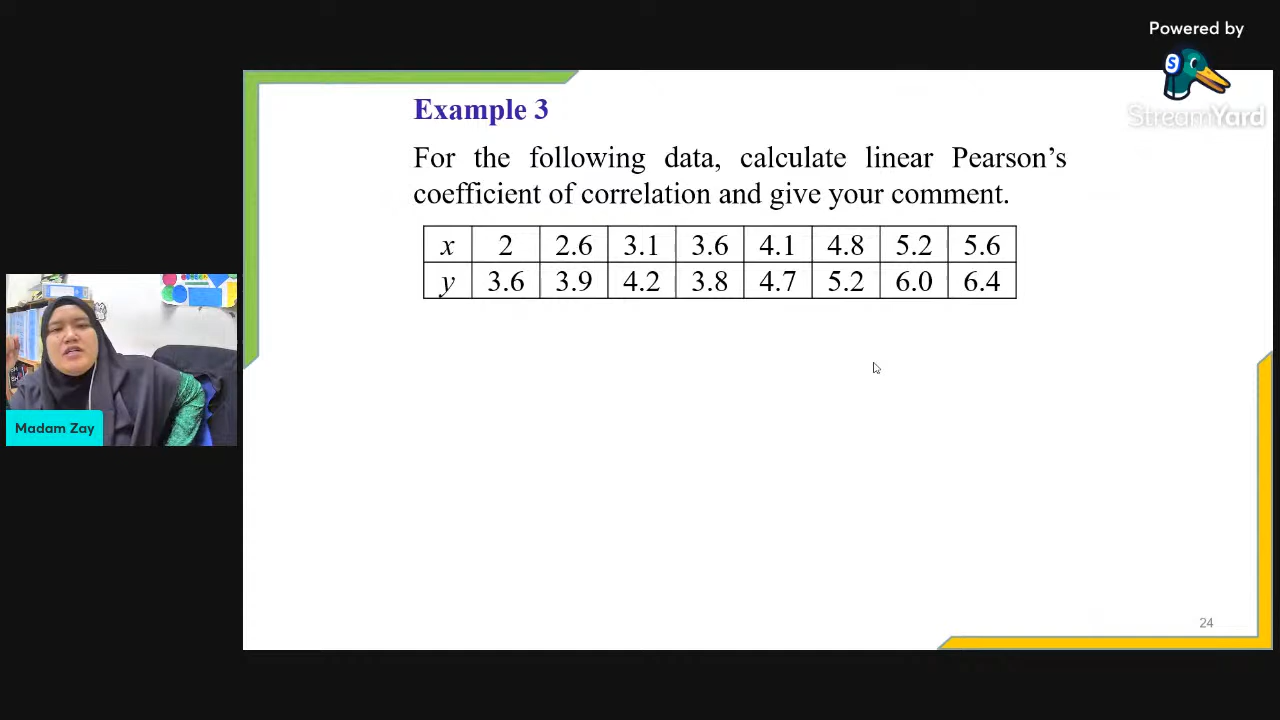 Powered by
S
StreamYard
Example 3
For the following data, calculate linear Pearson’s
coefficient of correlation and give your comment.
x 2 2.6 3.1 3.6 4.1 4.8 5.2 5.6
y 3.6 3.9 4.2 3.8 4.7 5.2 6.0 6.4
Madam Zay
24